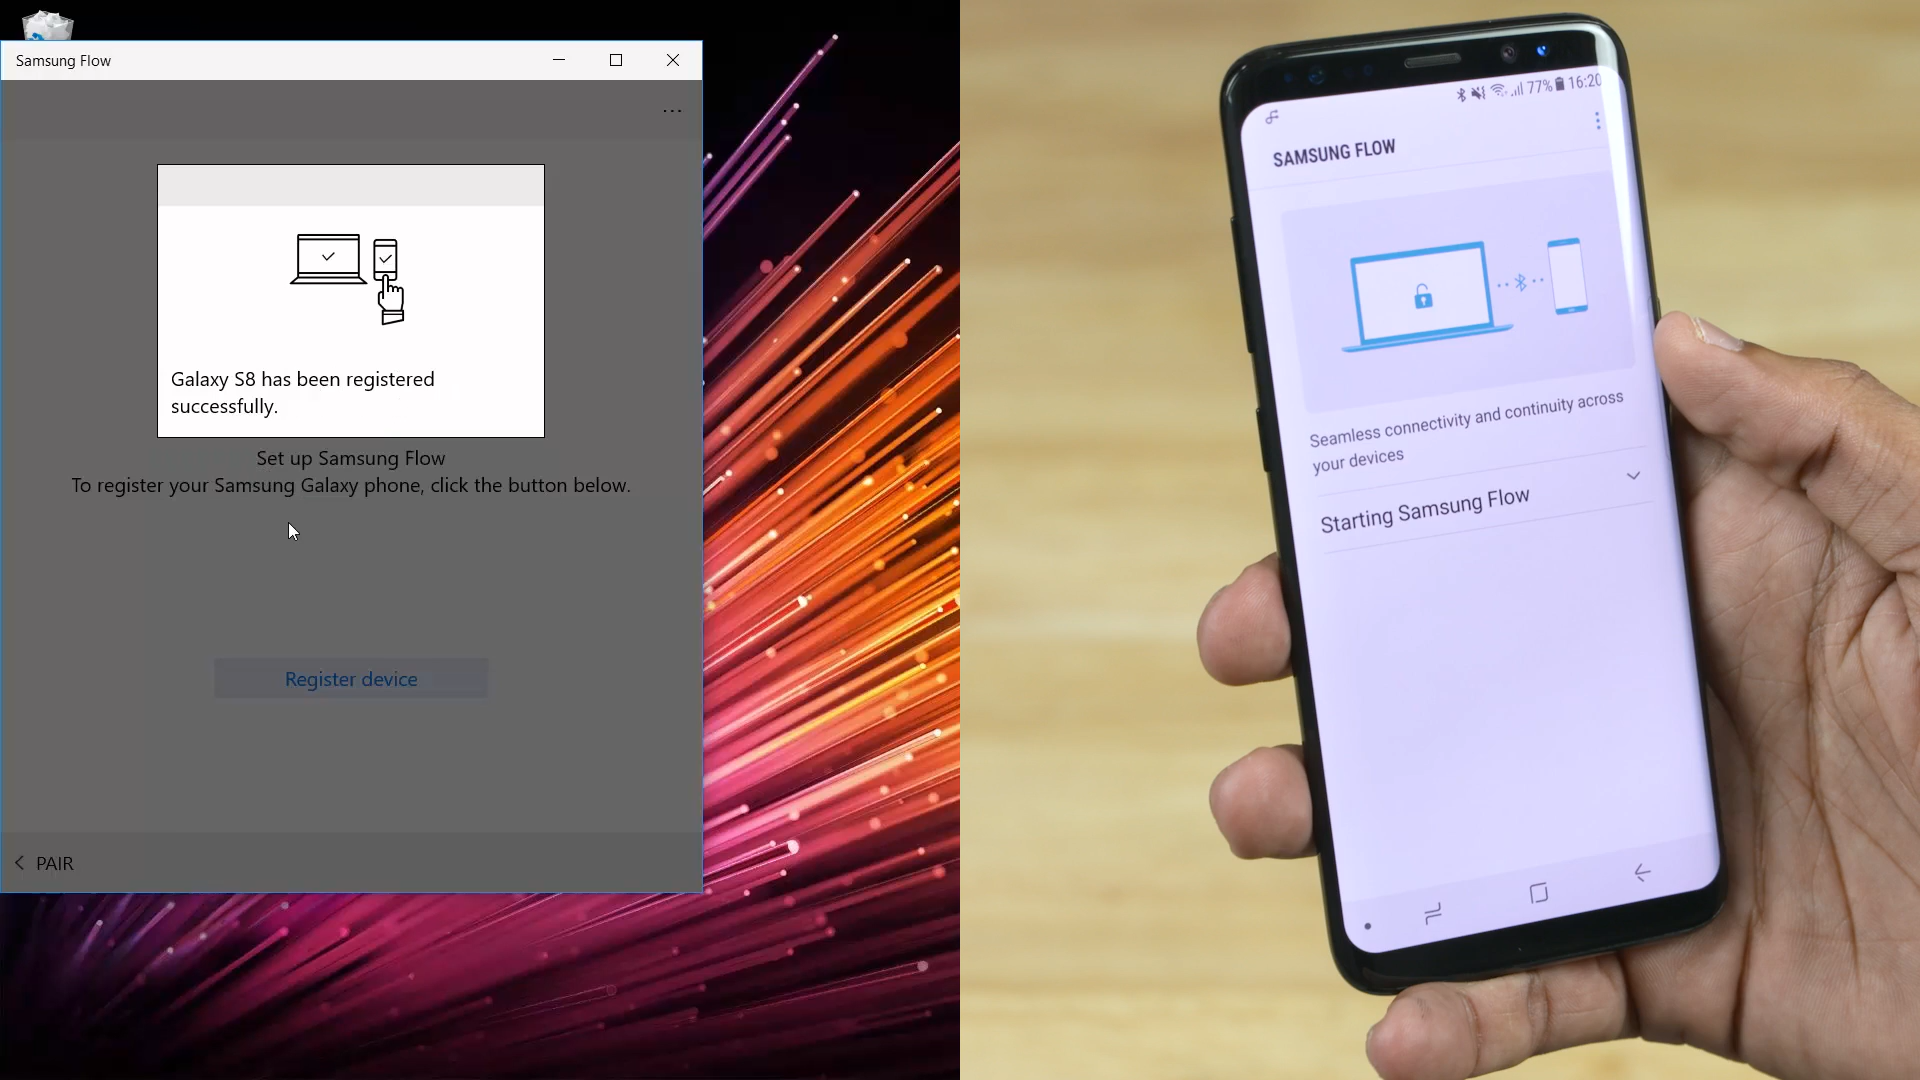 Samsung Flow
...
Galaxy S8 has been registered
successfully.
Set up Samsung Flow
To register your Samsung Galaxy phone, click the button below.
Register device
< PAIR
77% 16:20
SAMSUNG FLOW
Seamless connectivity and continuity across
your devices
Starting Samsung Flow